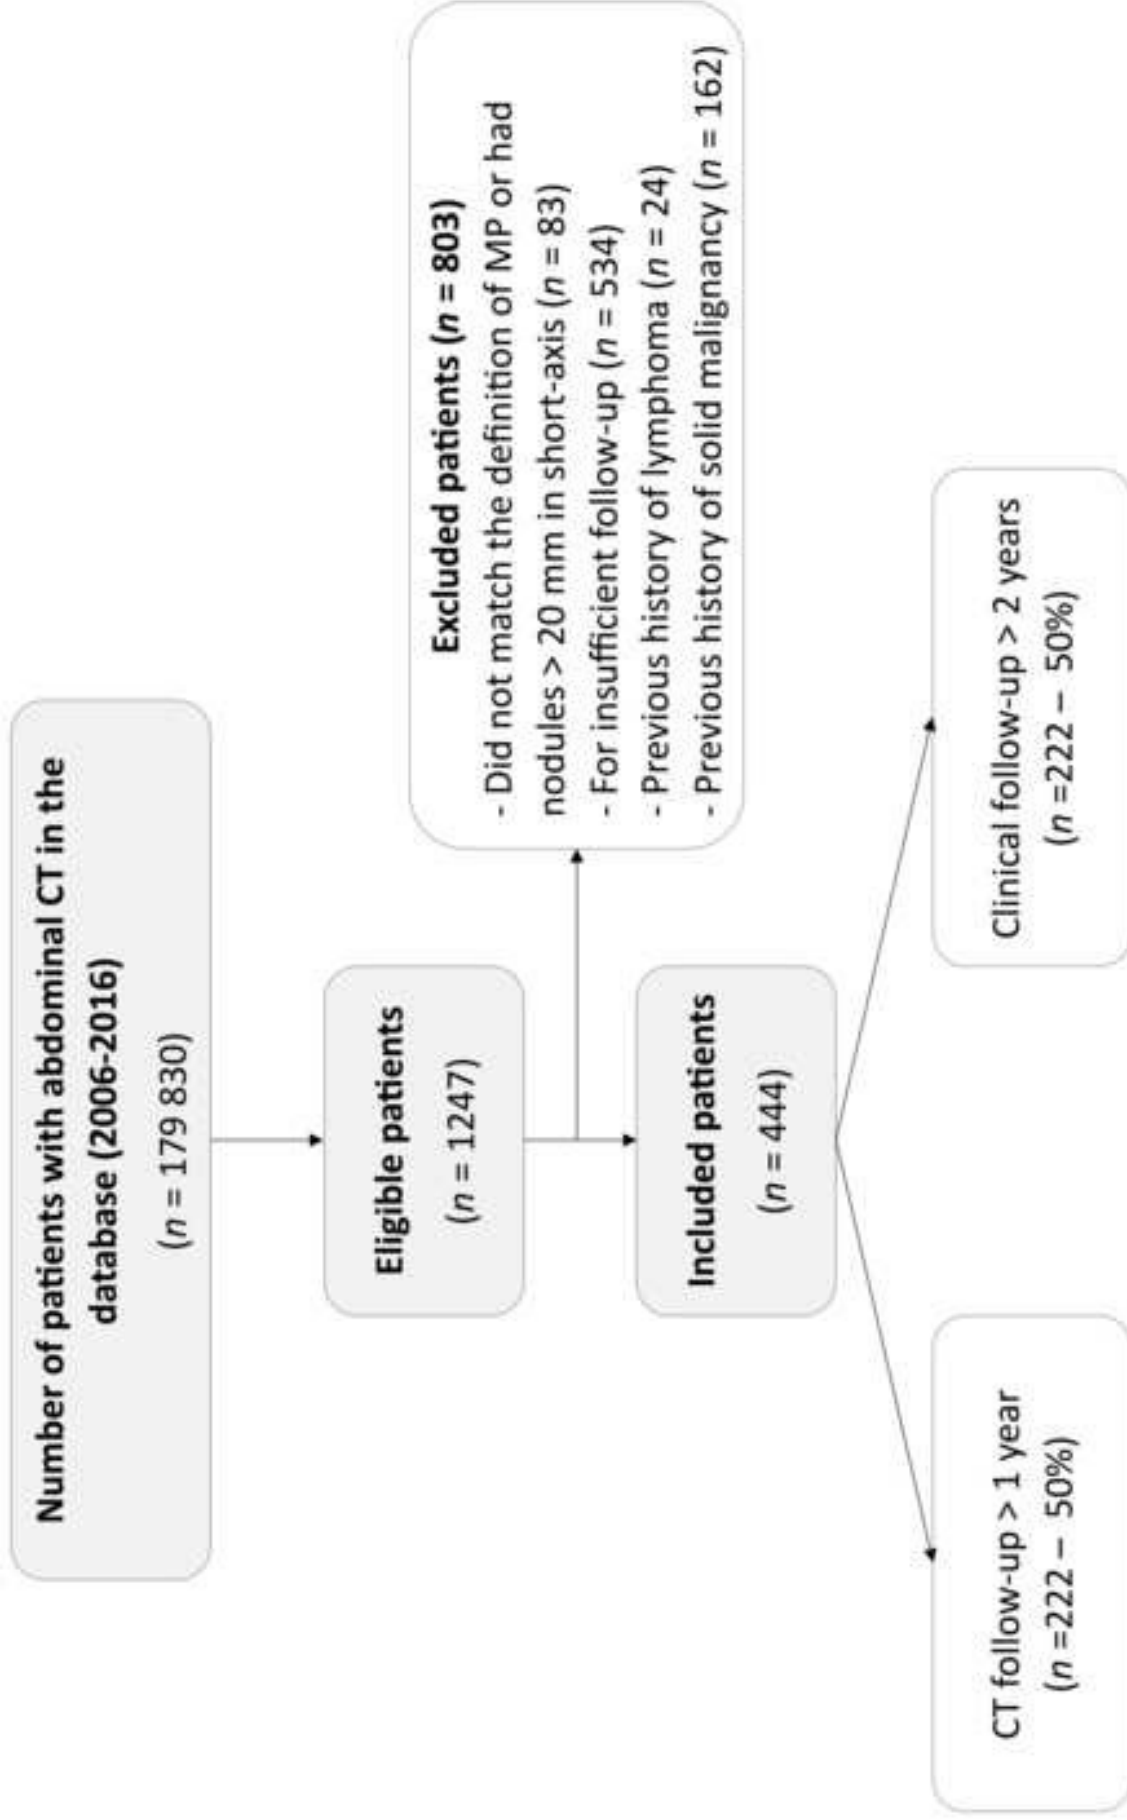 Number of patients with abdominal CT in the
database (2006-2016)
(n = 179 830)
Eligible patients
(n = 1247)
Excluded patients (n = 803)
- Did not match the definition of MP or had
nodules > 20 mm in short-axis (n = 83)
- For insufficient follow-up (n = 534)
- Previous history of lymphoma (n = 24)
- Previous history of solid malignancy (n = 162)
Included patients
(n = 444)
CT follow-up > 1 year
(n =222 – 50%)
Clinical follow-up > 2 years
(n =222 – 50%)